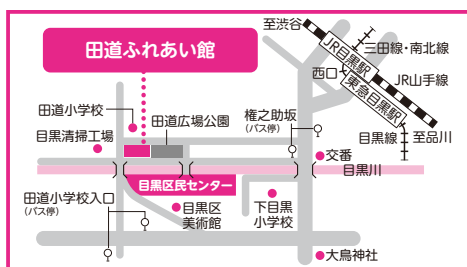 至渋谷
田道ふれあい館
三田線・南北線
JR目黒駅
西口
JR山手線
東急目黒駅
田道小学校
田道広場公園
権之助坂
(バス停)
目黒清掃工場
目黒線
至品川
交番
目黒川
目黒区民センター
田道小学校入口
(バス停)
目黒区
美術館
下目黒
小学校
大鳥神社